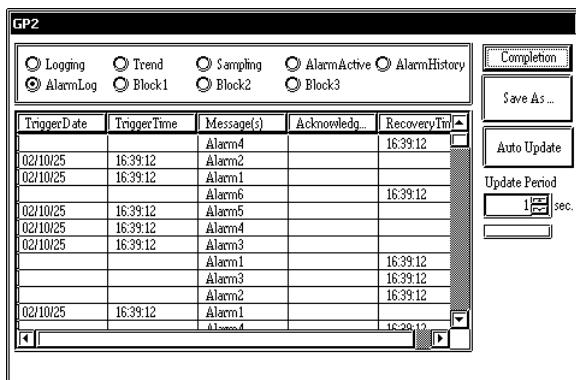 GP2
Logging Trend Sampling AlarmActive AlarmHistory
AlarmLog Block1 Block2 Block3
Completion
Save As ...
Auto Update
Update Period
1 sec.
TriggerDate TriggerTime Message(s) Acknowledg... RecoveryTim
Alarm4 16:39:12
02/10/25 16:39:12 Alarm2
02/10/25 16:39:12 Alarm1
Alarm6 16:39:12
02/10/25 16:39:12 Alarm5
02/10/25 16:39:12 Alarm4
02/10/25 16:39:12 Alarm3
Alarm1 16:39:12
Alarm3 16:39:12
Alarm2 16:39:12
02/10/25 16:39:12 Alarm1
Alarm4 16:39:12